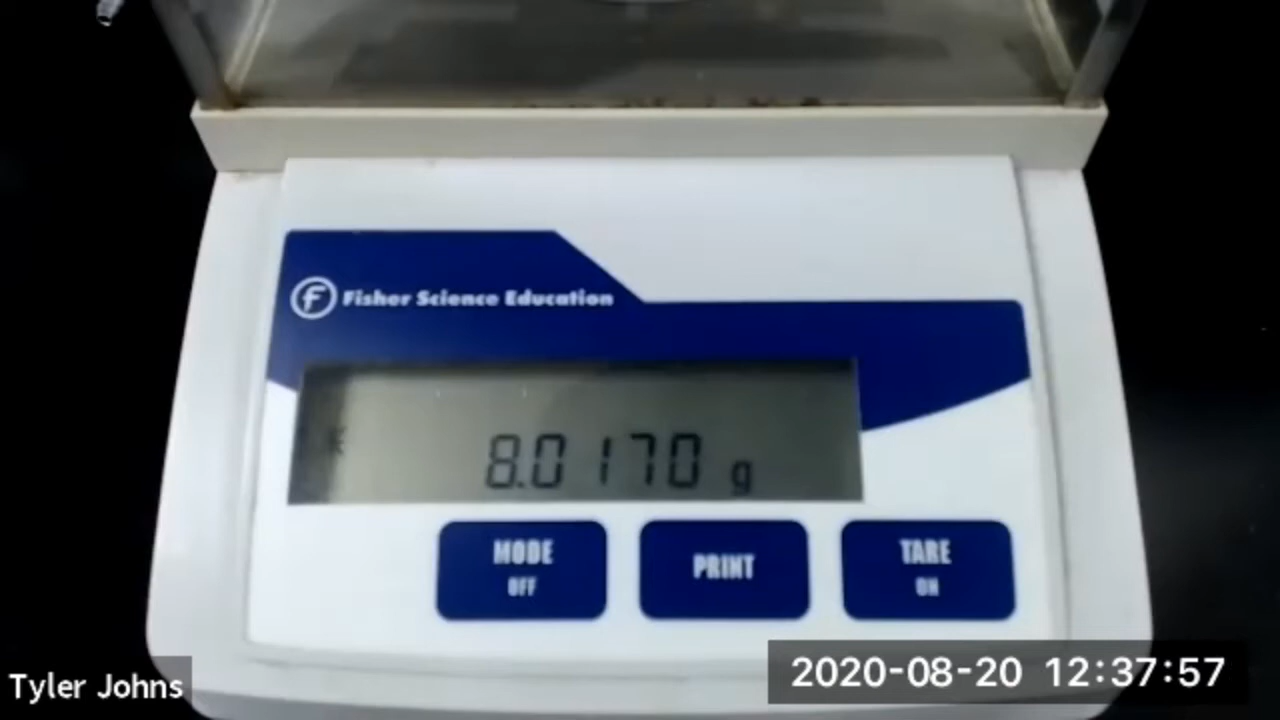 Fisher Science Education
8.0170 g
MODE
OFF
PRINT
TARE
ON
Tyler Johns
2020-08-20 12:37:57